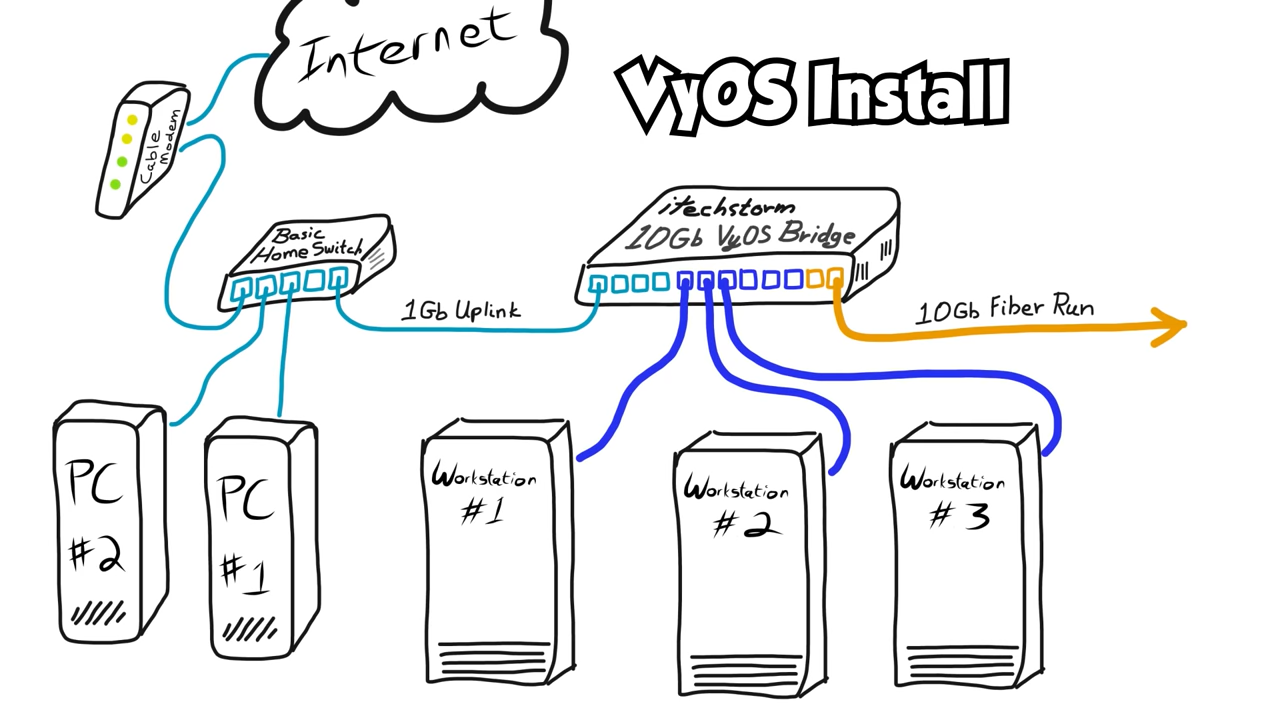 Internet
VyOS Install
Cable
Modem
Basic
Home Switch
itechstorm
10Gb VyOS Bridge
1Gb Uplink
10Gb Fiber Run
PC
#2
PC
#1
Workstation
#1
Workstation
#2
Workstation
#3